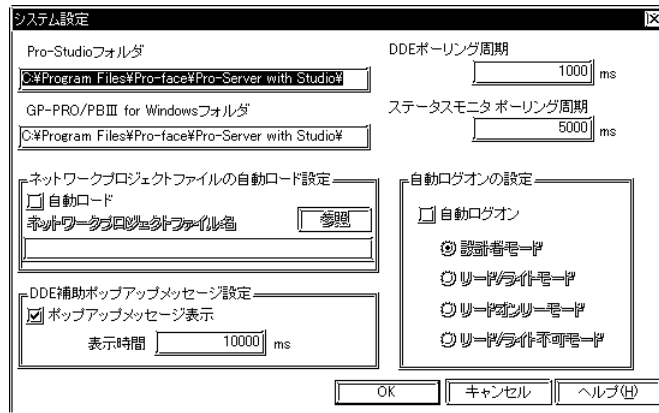 システム設定
Pro-Studioフォルダ
C:¥Program Files¥Pro-face¥Pro-Server with Studio¥
GP-PRO/PBⅢ for Windowsフォルダ
C:¥Program Files¥Pro-face¥Pro-Server with Studio¥
DDEポーリング周期
1000 ms
ステータスモニタ ポーリング周期
5000 ms
ネットワークプロジェクトファイルの自動ロード設定
自動ロード
ネットワークプロジェクトファイル名
参照
DDE補助ポップアップメッセージ設定
ポップアップメッセージ表示
表示時間 10000 ms
自動ログオンの設定
自動ログオン
設計者モード
リード/ライトモード
リードオンリーモード
リード/ライト不可モード
OK キャンセル ヘルプ(H)